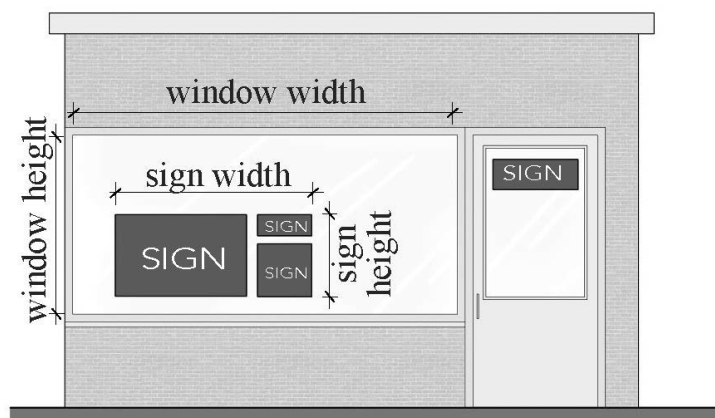 window width
window height
sign width
SIGN
SIGN
SIGN
sign
height
SIGN